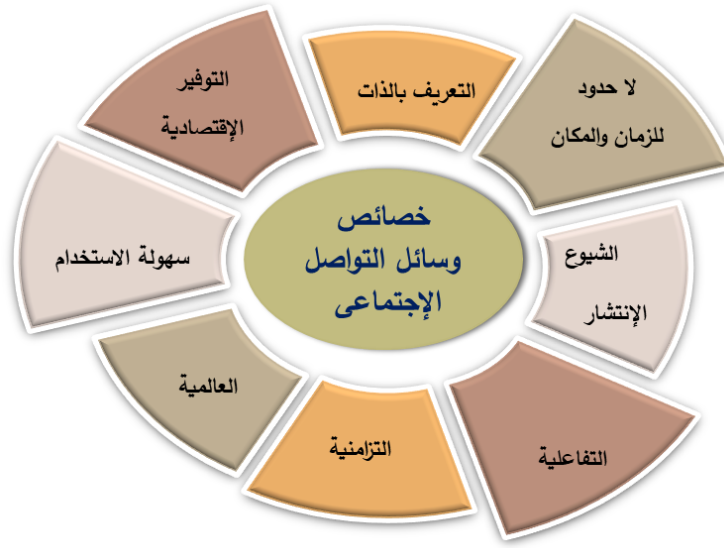 خصائص
وسائل التواصل
الإجتماعى
التعريف بالذات
لا حدود
للزمان والمكان
الشيوع
الإنتشار
التفاعلية
التزامنية
العالمية
سهولة الاستخدام
التوفير
الإقتصادية